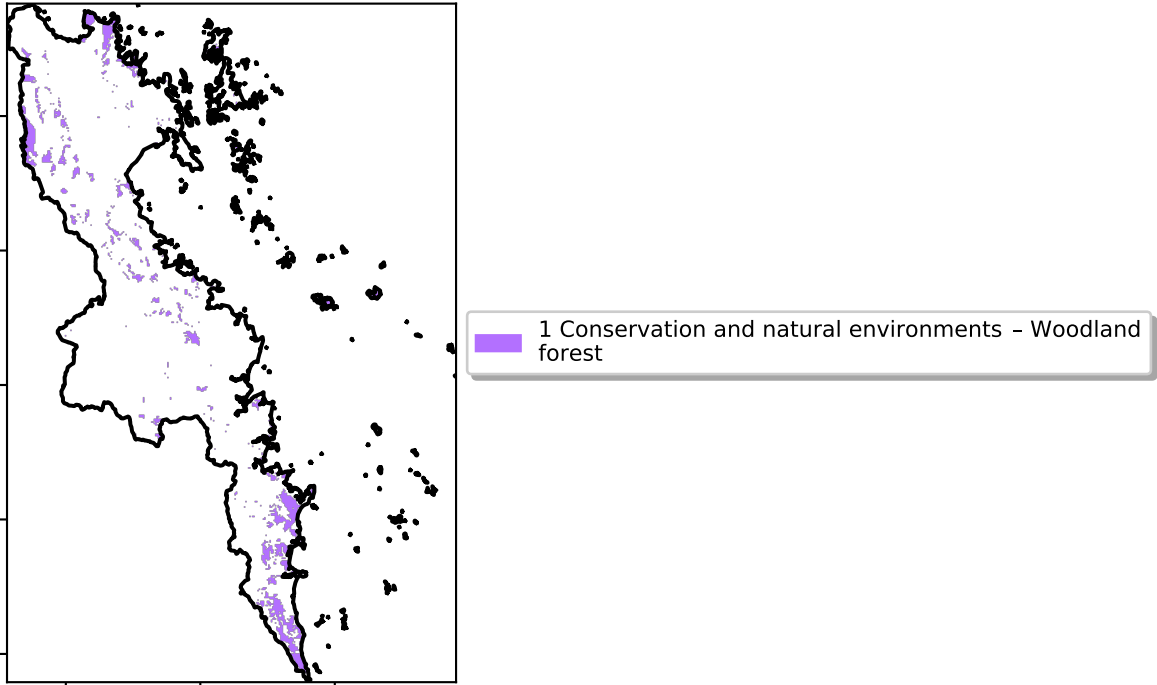 1 Conservation and natural environments – Woodland
forest